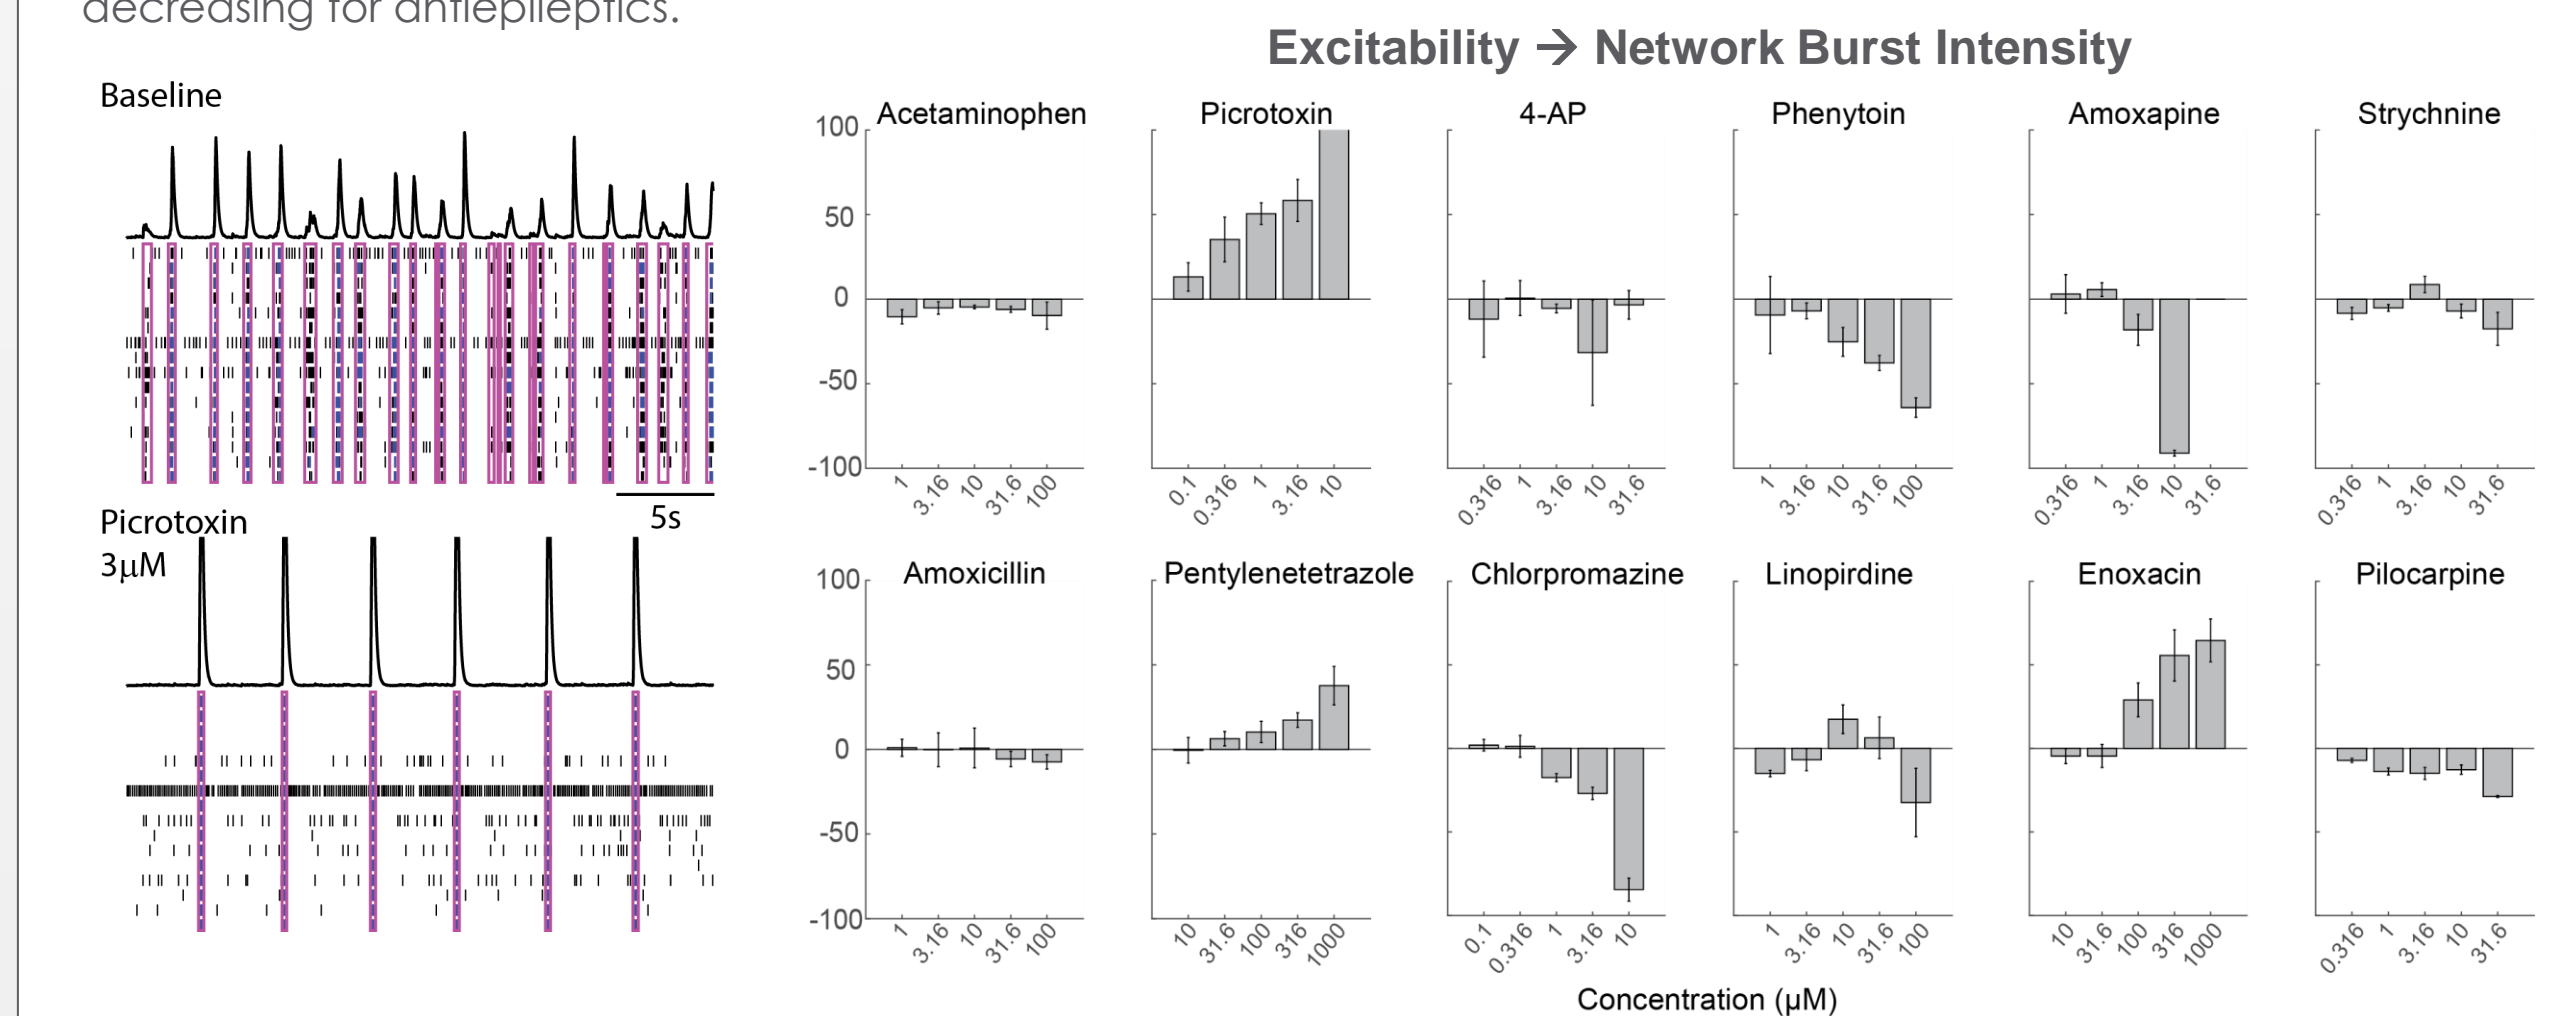 decreasing for antiepileptics.
Excitability → Network Burst Intensity
Baseline
5s
Picrotoxin
3µM
Acetaminophen
100
50
0
-50
-100
1 3.16 10 31.6 100
Picrotoxin
0.1 0.316 1 3.16 10
4-AP
0.316 1 3.16 10 31.6
Phenytoin
1 3.16 10 31.6 100
Amoxapine
0.316 1 3.16 10 31.6
Strychnine
0.316 1 3.16 10 31.6
Amoxicillin
100
50
0
-50
-100
1 3.16 10 31.6 100
Pentylenetetrazole
10 31.6 100 316 1000
Chlorpromazine
0.1 0.316 1 3.16 10
Linopirdine
1 3.16 10 31.6 100
Enoxacin
10 31.6 100 316 1000
Pilocarpine
0.316 1 3.16 10 31.6
Concentration (µM)